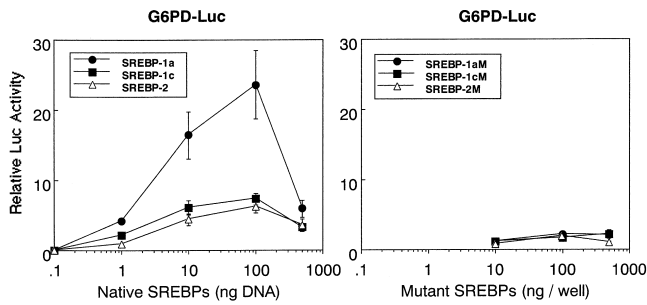 G6PD-Luc
30
20
10
0
Relative Luc Activity
SREBP-1a
SREBP-1c
SREBP-2
.1 1 10 100 1000
Native SREBPs (ng DNA)
G6PD-Luc
30
20
10
0
SREBP-1aM
SREBP-1cM
SREBP-2M
.1 1 10 100 1000
Mutant SREBPs (ng / well)